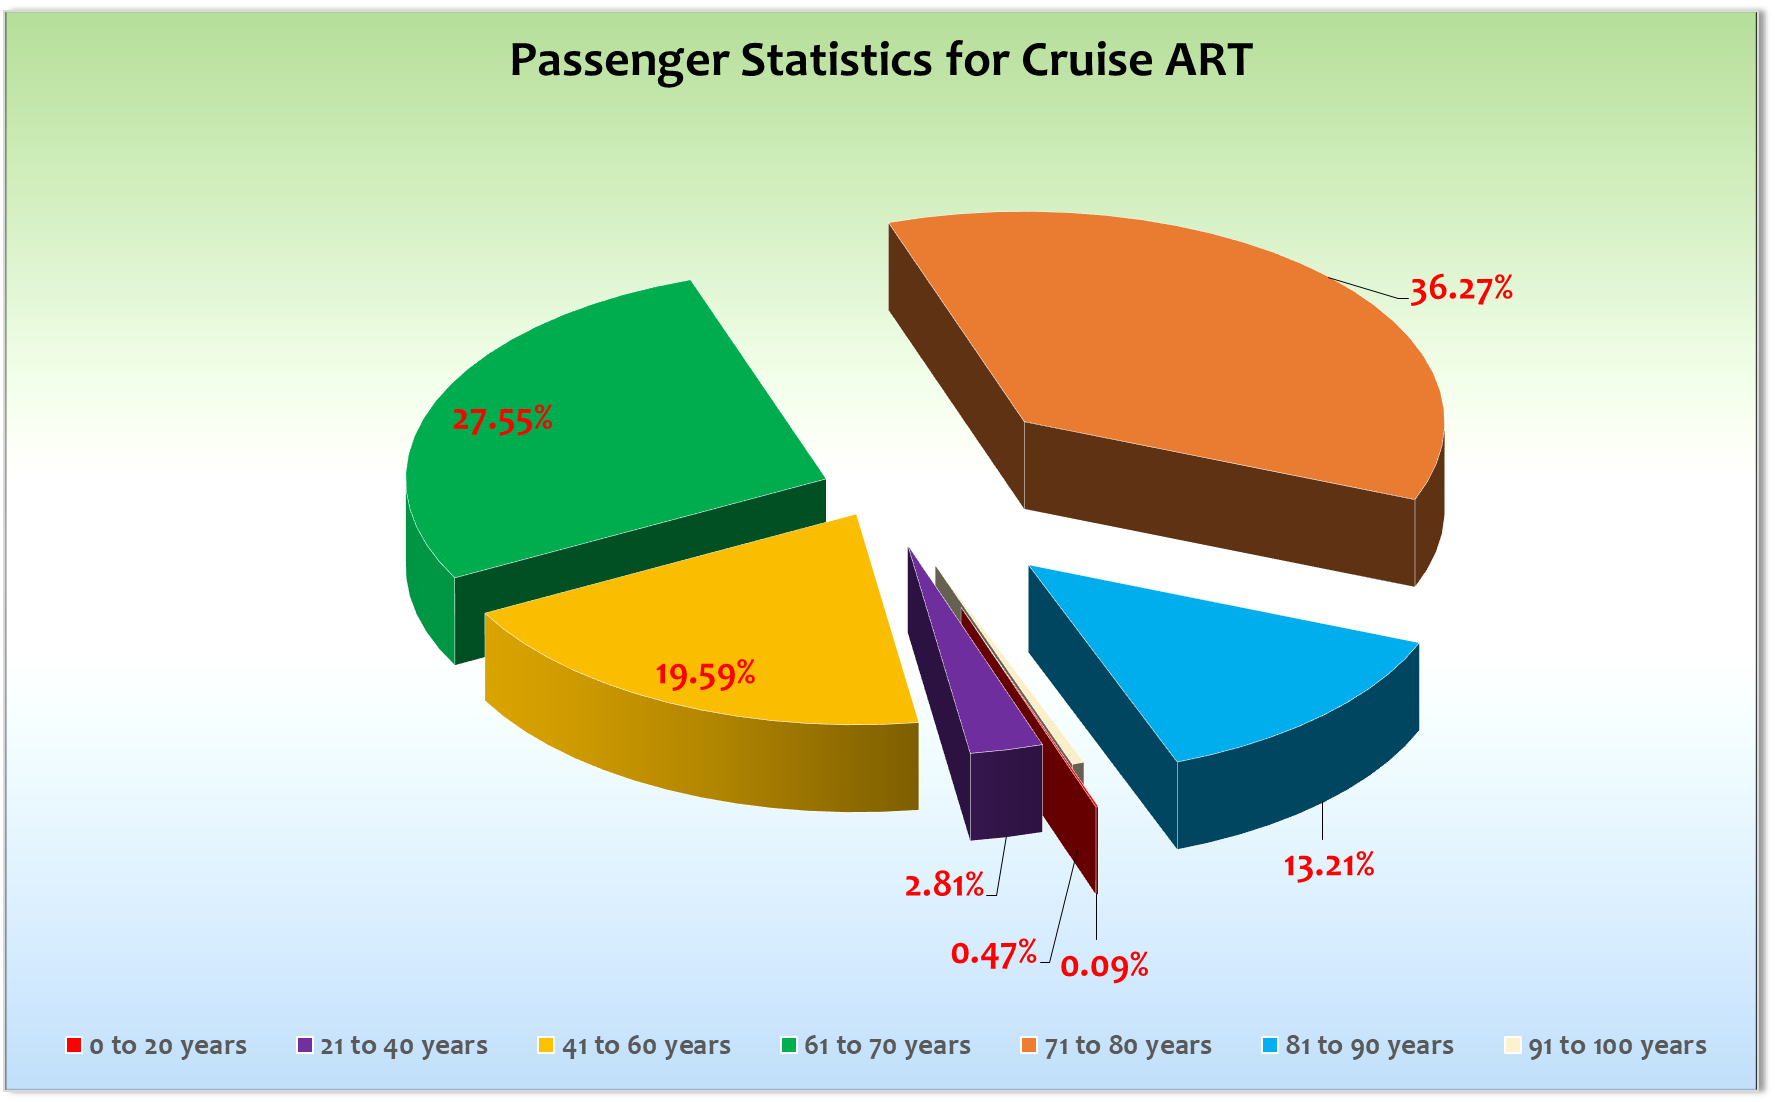 Passenger Statistics for Cruise ART
36.27%
27.55%
19.59%
13.21%
2.81%
0.47%
0.09%
0 to 20 years
21 to 40 years
41 to 60 years
61 to 70 years
71 to 80 years
81 to 90 years
91 to 100 years